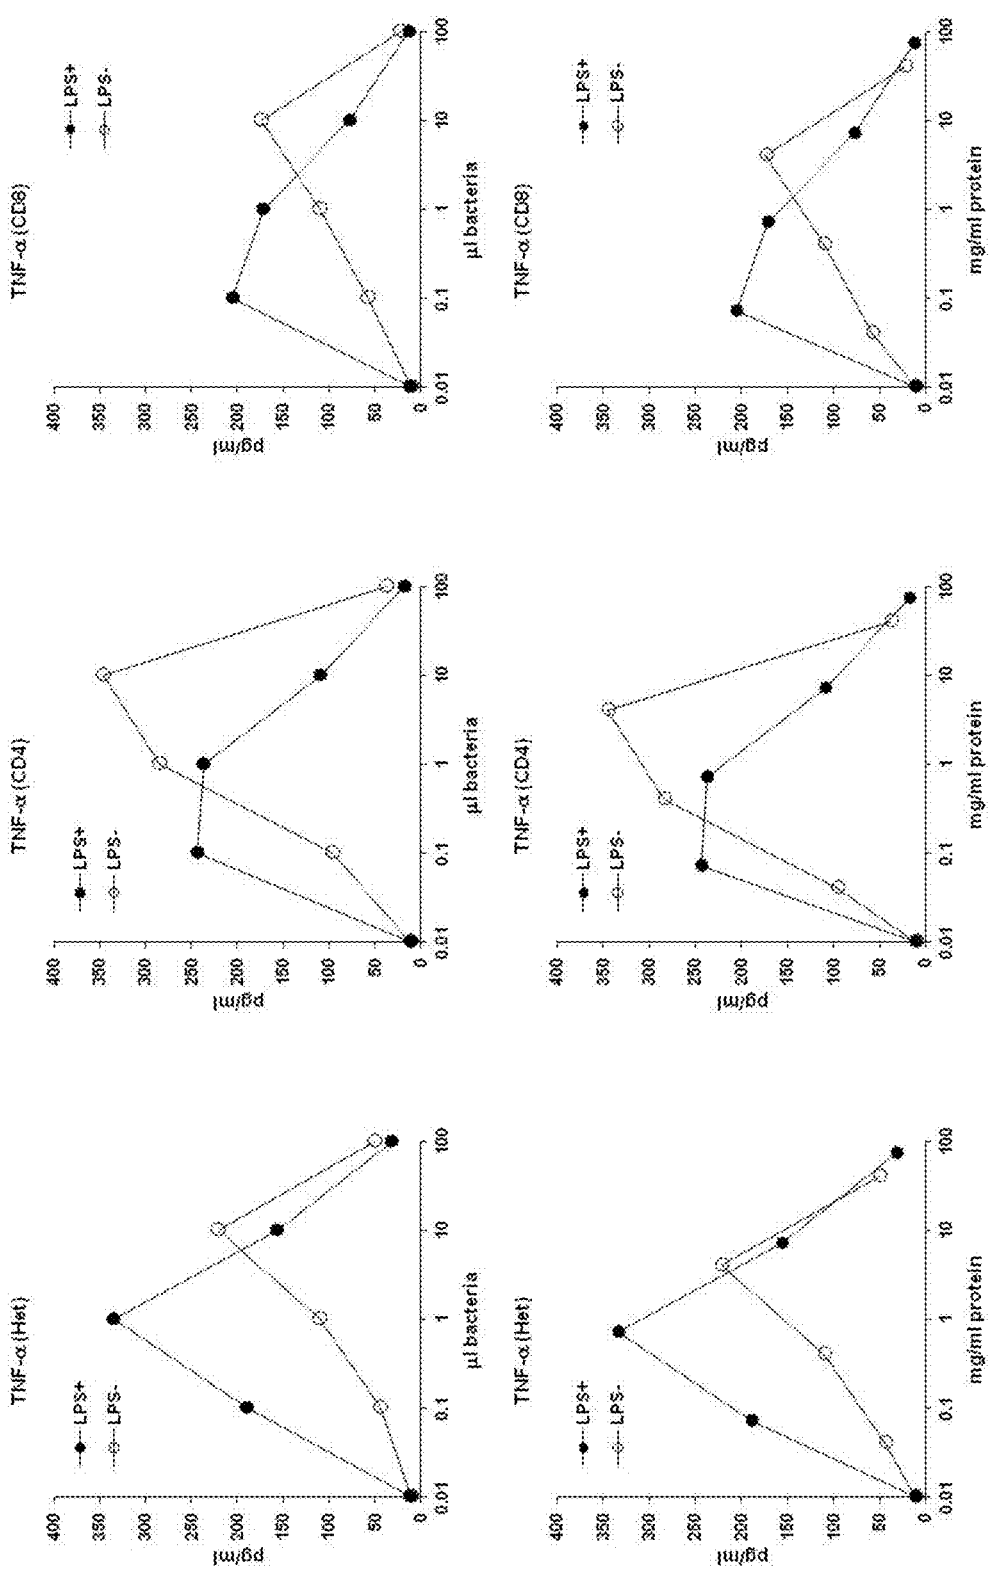 TNF-α (Het)
LPS+
LPS-
400
350
300
250
200
150
100
50
0
pg/ml
0.01
0.1
1
10
100
µl bacteria
TNF-α (CD4)
LPS+
LPS-
400
350
300
250
200
150
100
50
0
pg/ml
0.01
0.1
1
10
100
µl bacteria
TNF-α (CD8)
LPS+
LPS-
400
350
300
250
200
150
100
50
0
pg/ml
0.01
0.1
1
10
100
µl bacteria
TNF-α (Het)
LPS+
LPS-
400
350
300
250
200
150
100
50
0
pg/ml
0.01
0.1
1
10
100
mg/ml protein
TNF-α (CD4)
LPS+
LPS-
400
350
300
250
200
150
100
50
0
pg/ml
0.01
0.1
1
10
100
mg/ml protein
TNF-α (CD8)
LPS+
LPS-
400
350
300
250
200
150
100
50
0
pg/ml
0.01
0.1
1
10
100
mg/ml protein